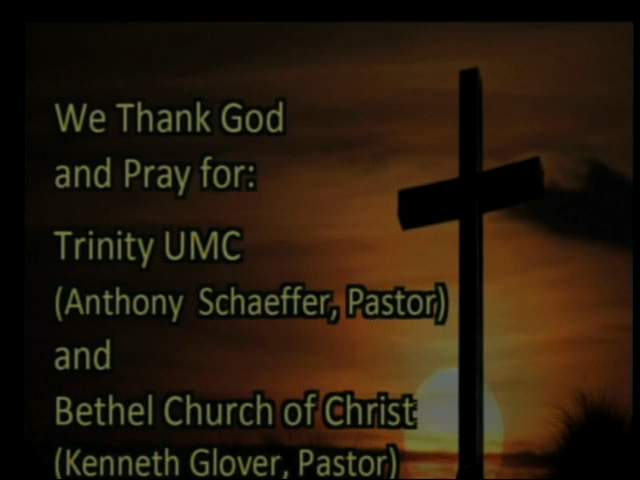 We Thank God
and Pray for:
Trinity UMC
(Anthony Schaeffer, Pastor)
and
Bethel Church of Christ
(Kenneth Glover, Pastor)